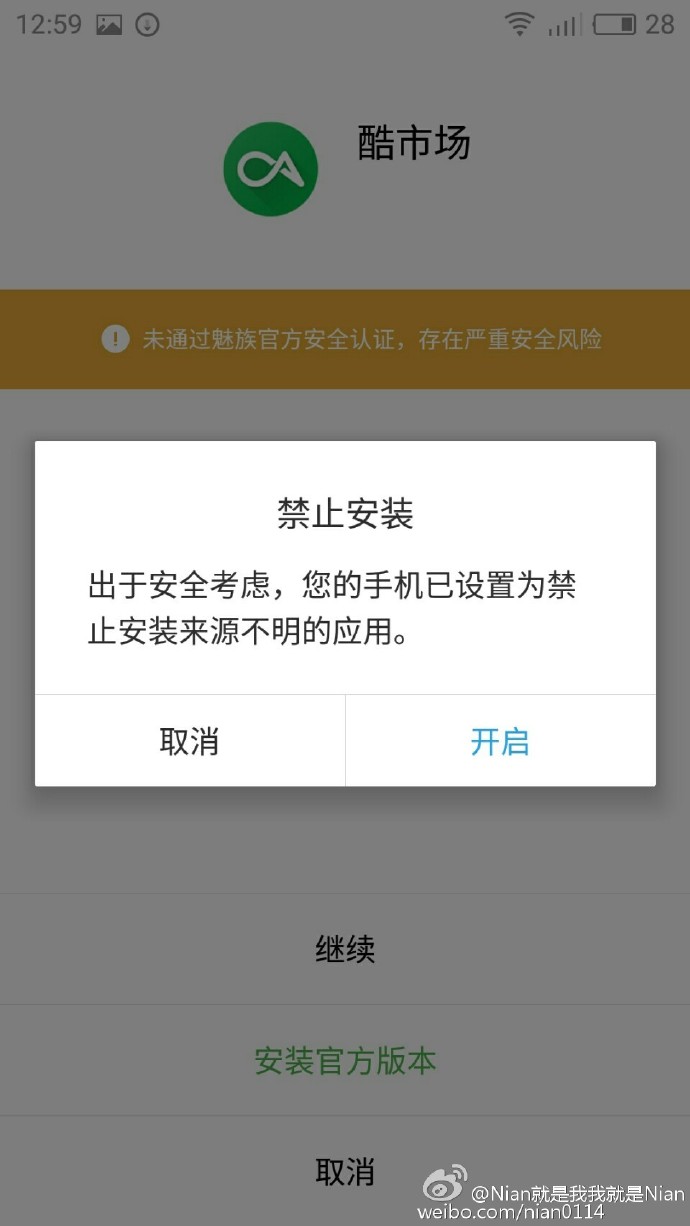 12:59
28
酷市场
未通过魅族官方安全认证，存在严重安全风险
禁止安装
出于安全考虑，您的手机已设置为禁
止安装来源不明的应用。
取消
开启
继续
安装官方版本
取消
@Nian就是我我就是Nian
weibo.com/nian0114